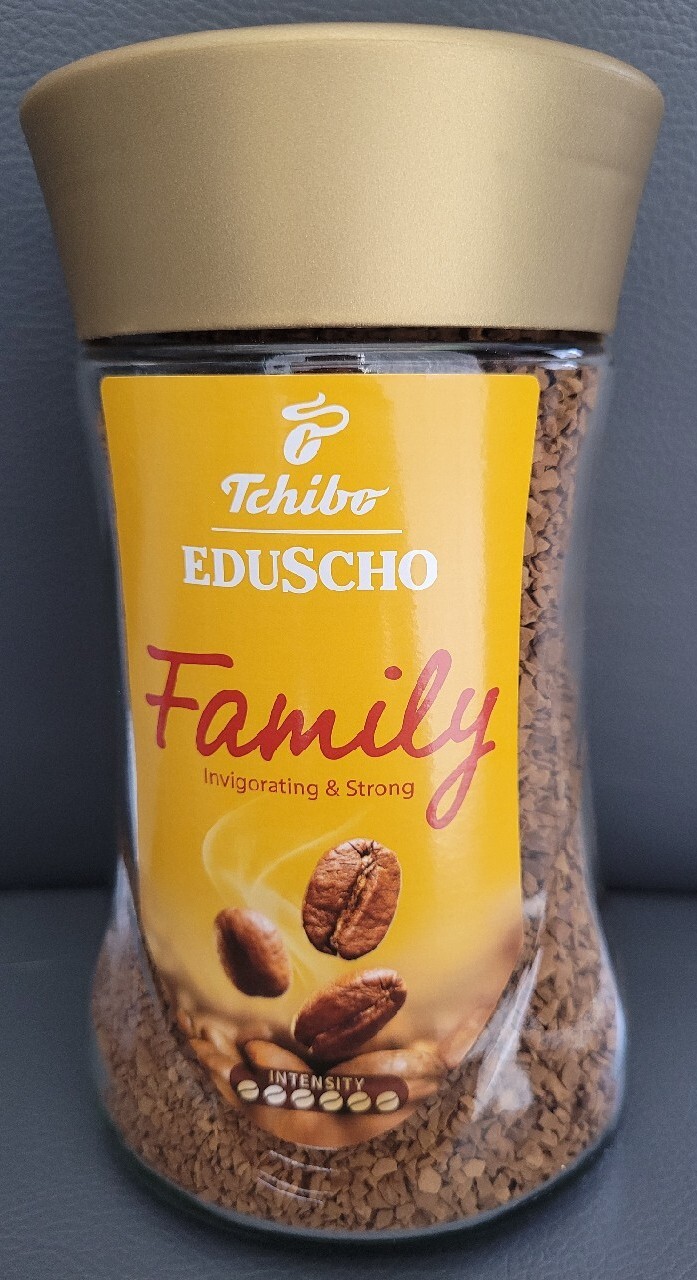 Tchibo
EDUSCHO
Family
Invigorating & Strong
INTENSITY